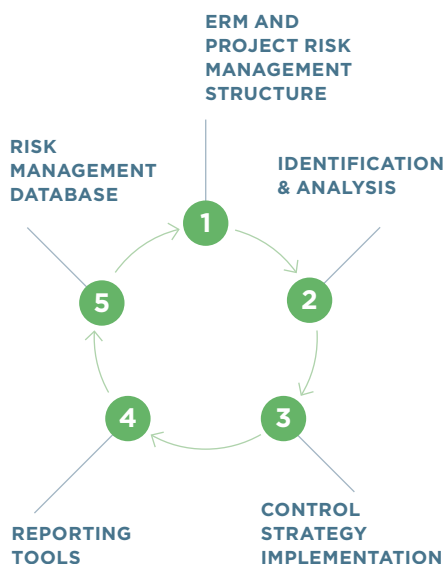 ERM AND
PROJECT RISK
MANAGEMENT
STRUCTURE
RISK
MANAGEMENT
DATABASE
IDENTIFICATION
& ANALYSIS
1
5
2
4
3
REPORTING
TOOLS
CONTROL
STRATEGY
IMPLEMENTATION